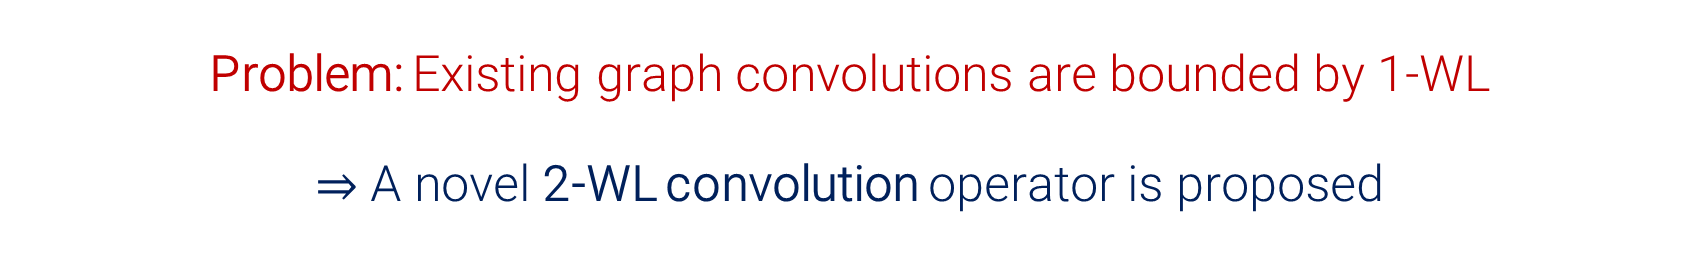 Problem: Existing graph convolutions are bounded by 1-WL
⇒ A novel 2-WL convolution operator is proposed